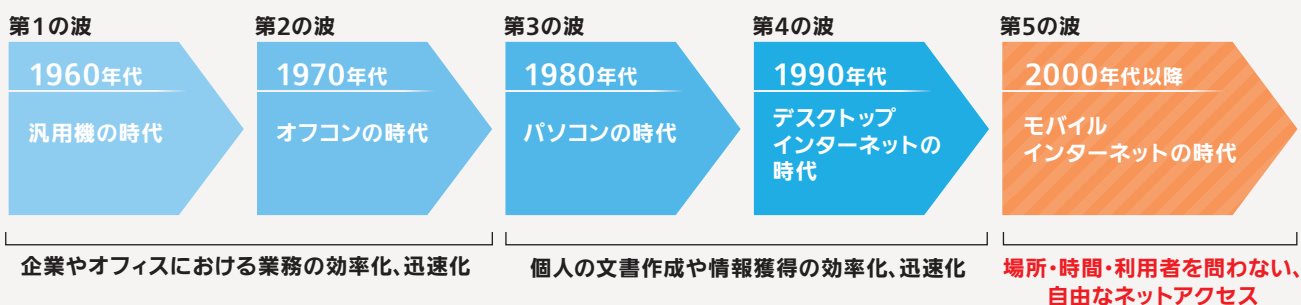 第1の波
1960年代
汎用機の時代
第2の波
1970年代
オフコンの時代
第3の波
1980年代
パソコンの時代
第4の波
1990年代
デスクトップ
インターネットの
時代
第5の波
2000年代以降
モバイル
インターネットの時代
企業やオフィスにおける業務の効率化、迅速化
個人の文書作成や情報獲得の効率化、迅速化
場所・時間・利用者を問わない、
自由なネットアクセス